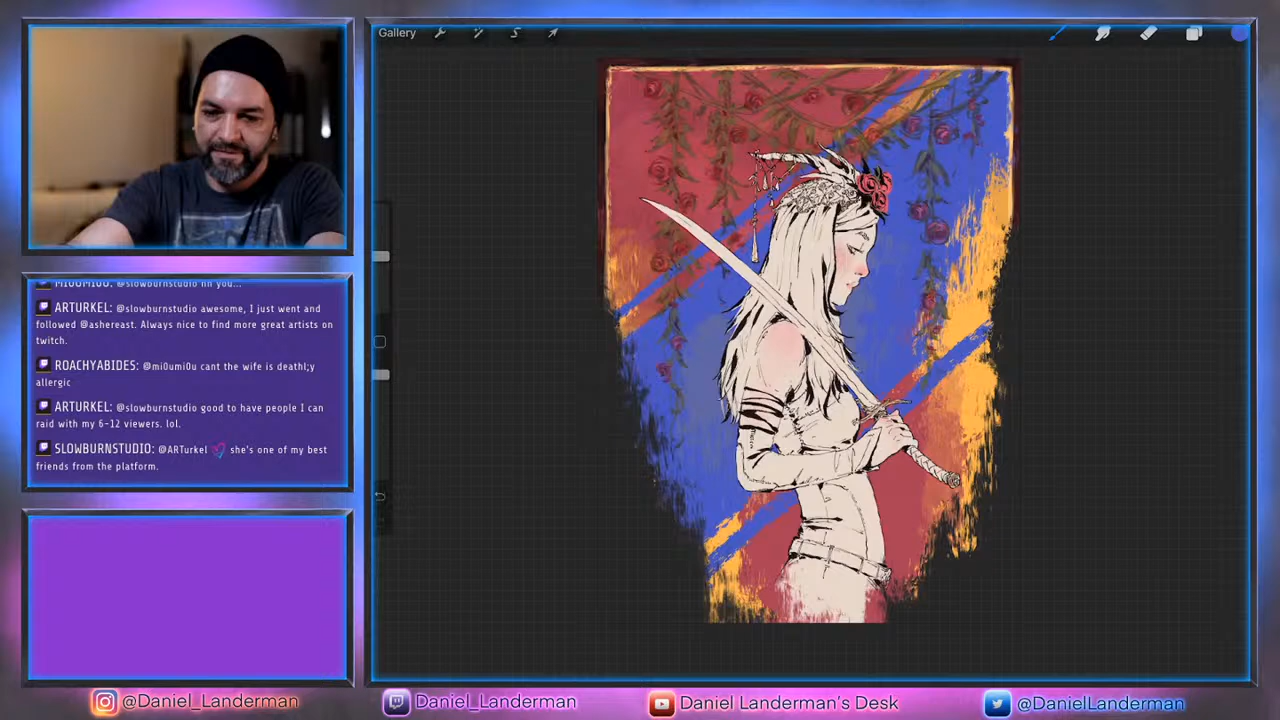 Gallery
ARTURKEL: @slowburnstudio awesome, I just went and
followed @ashereast. Always nice to find more great artists on
twitch.
ROACHYABIDES: @mi0umi0u cant the wife is deathl;y
allergic
ARTURKEL: @slowburnstudio good to have people I can
raid with my 6-12 viewers. lol.
SLOWBURNSTUDIO: @ARTurkel she's one of my best
friends from the platform.
@Daniel_Landerman
Daniel_Landerman
Daniel Landerman's Desk
@DanielLanderman